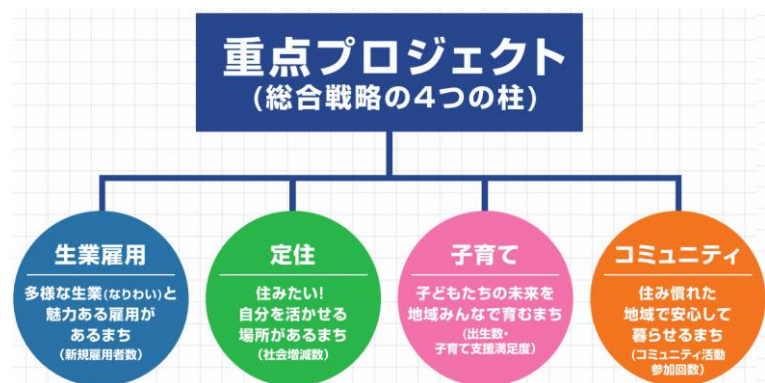 重点プロジェクト
(総合戦略の4つの柱)
生業雇用
多様な生業(なりわい)と
魅力ある雇用が
あるまち
(新規雇用者数)
定住
住みたい!
自分を活かせる
場所があるまち
(社会増減数)
子育て
子どもたちの未来を
地域みんなで育むまち
(出生数・
子育て支援満足度)
コミュニティ
住み慣れた
地域で安心して
暮らせるまち
(コミュニティ活動
参加回数)